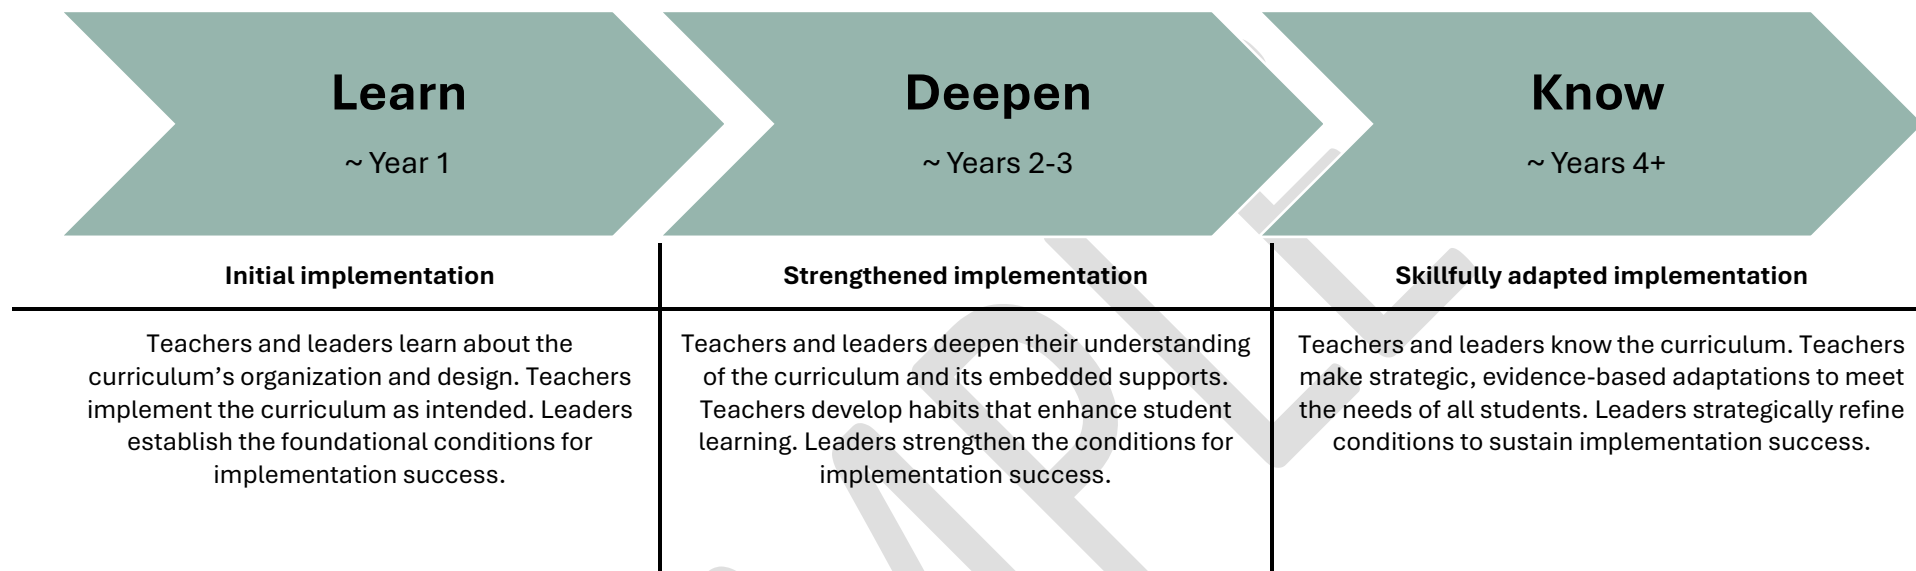 Learn
~ Year 1
Deepen
~ Years 2-3
Know
~ Years 4+
Initial implementation
Strengthened implementation
Skillfully adapted implementation
Teachers and leaders learn about the
curriculum’s organization and design. Teachers
implement the curriculum as intended. Leaders
establish the foundational conditions for
implementation success.
Teachers and leaders deepen their understanding
of the curriculum and its embedded supports.
Teachers develop habits that enhance student
learning. Leaders strengthen the conditions for
implementation success.
Teachers and leaders know the curriculum. Teachers
make strategic, evidence-based adaptations to meet
the needs of all students. Leaders strategically refine
conditions to sustain implementation success.